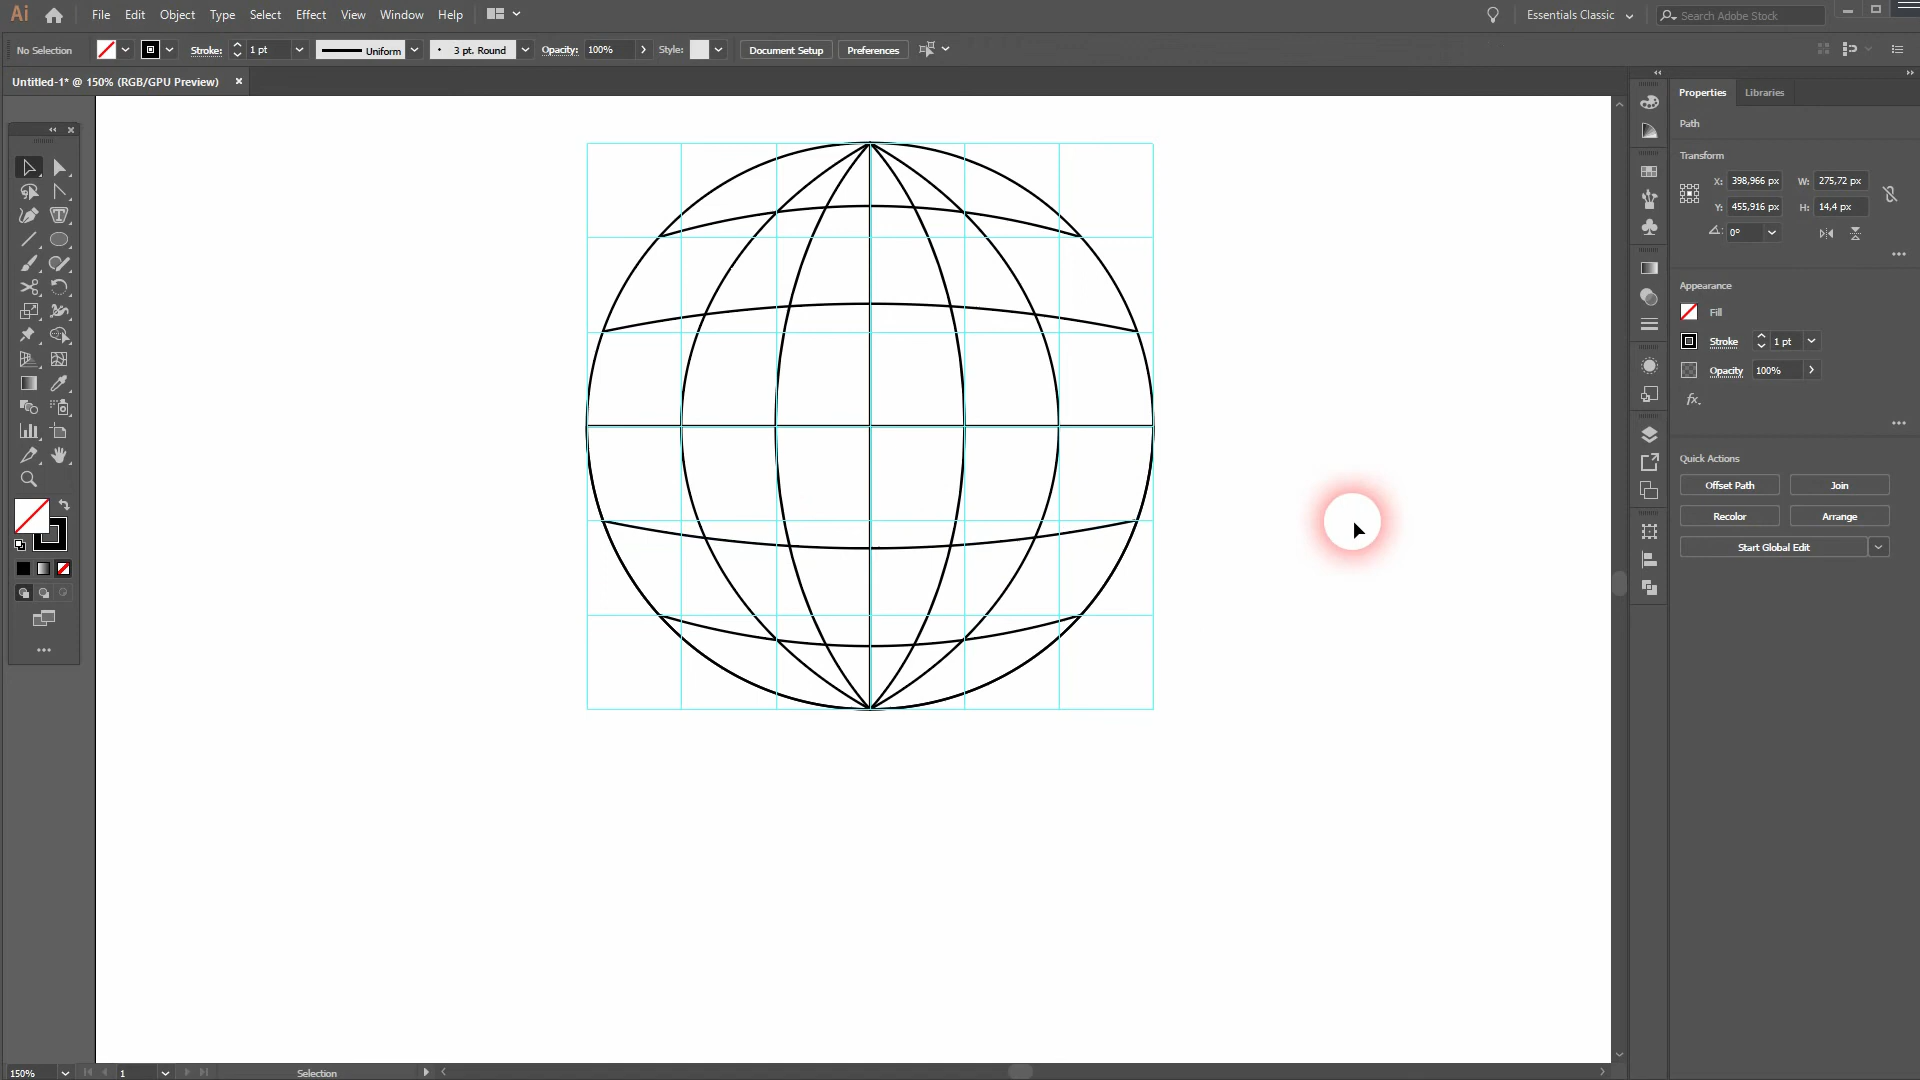 Ai File Edit Object Type Select Effect View Window Help Essentials Classic Search Adobe Stock
No Selection Stroke: 1 pt Uniform 3 pt. Round Opacity: 100% Style: Document Setup Preferences
Untitled-1* @ 150% (RGB/GPU Preview)
Properties Libraries
Path
Transform
X: 398,966 px W: 275,72 px
Y: 455,916 px H: 14,4 px
0°
Appearance
Fill
Stroke 1 pt
Opacity 100%
fx.
Quick Actions
Offset Path Join
Recolor Arrange
Start Global Edit
150% 1 Selection